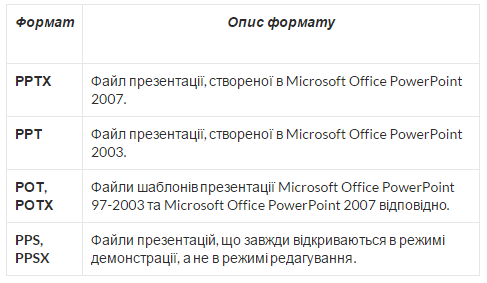 Формат Опис формату
PPTX Файл презентації, створеної в Microsoft Office PowerPoint
2007.
PPT Файл презентації, створеної в Microsoft Office PowerPoint
2003.
POT, Файли шаблонів презентації Microsoft Office PowerPoint
POTX 97-2003 та Microsoft Office PowerPoint 2007 відповідно.
PPS, Файли презентацій, що завжди відкриваються в режимі
PPSX демонстрації, а не в режимі редагування.